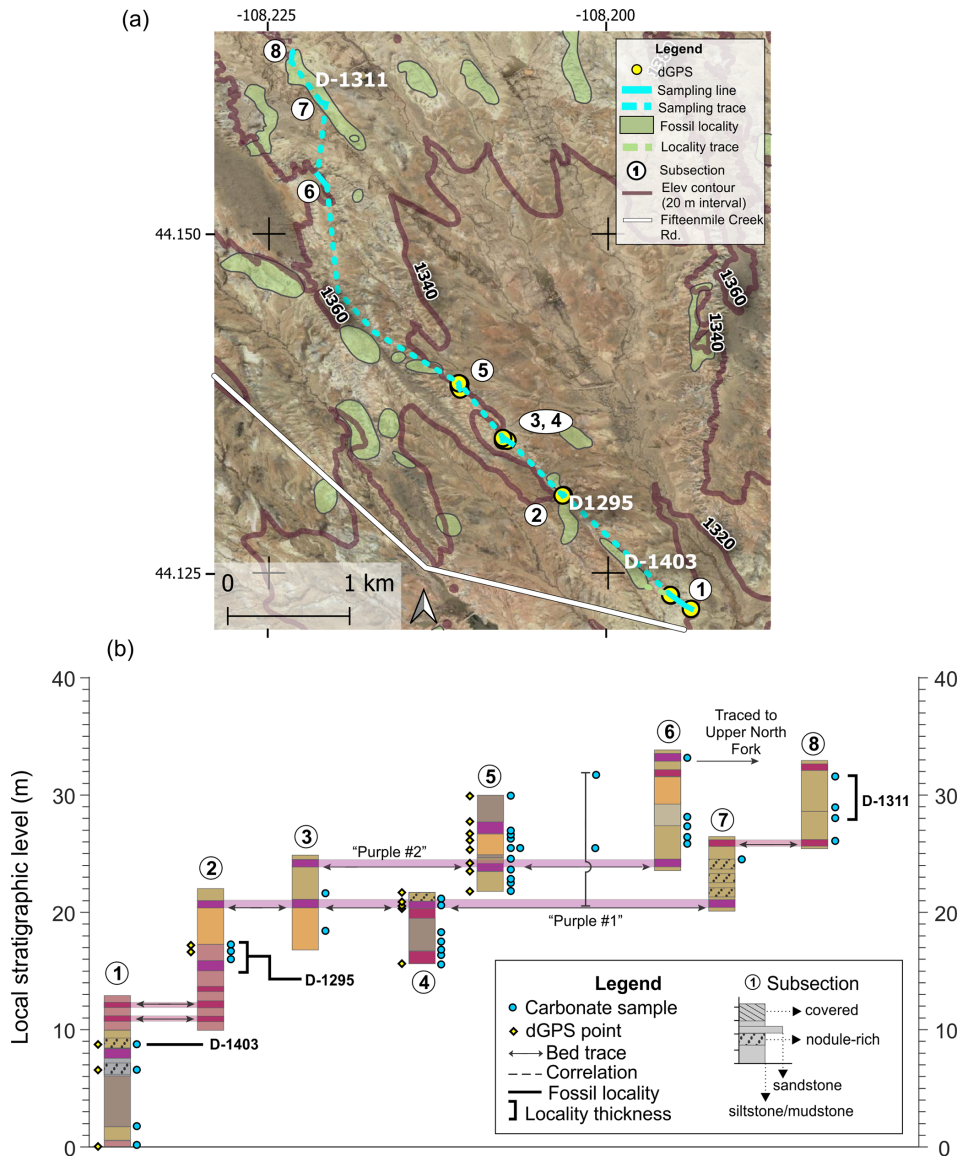 (a)
-108.225
-108.200
8
D-1311
7
6
44.150
1340
1360
5
3, 4
D1295
2
D-1403
1320
1
44.125
1360
1340
Legend
dGPS
Sampling line
Sampling trace
Fossil locality
Locality trace
1 Subsection
Elev contour
(20 m interval)
Fifteenmile Creek
Rd.
0 1 km
(b)
40 40
30 30
20 20
10 10
0 0
Local stratigraphic level (m)
Traced to
Upper North
Fork
6
8
5
D-1311
7
3
"Purple #2"
2
"Purple #1"
4
D-1295
1
D-1403
Legend
Carbonate sample
dGPS point
Bed trace
Correlation
Fossil locality
Locality thickness
1 Subsection
covered
nodule-rich
sandstone
siltstone/mudstone